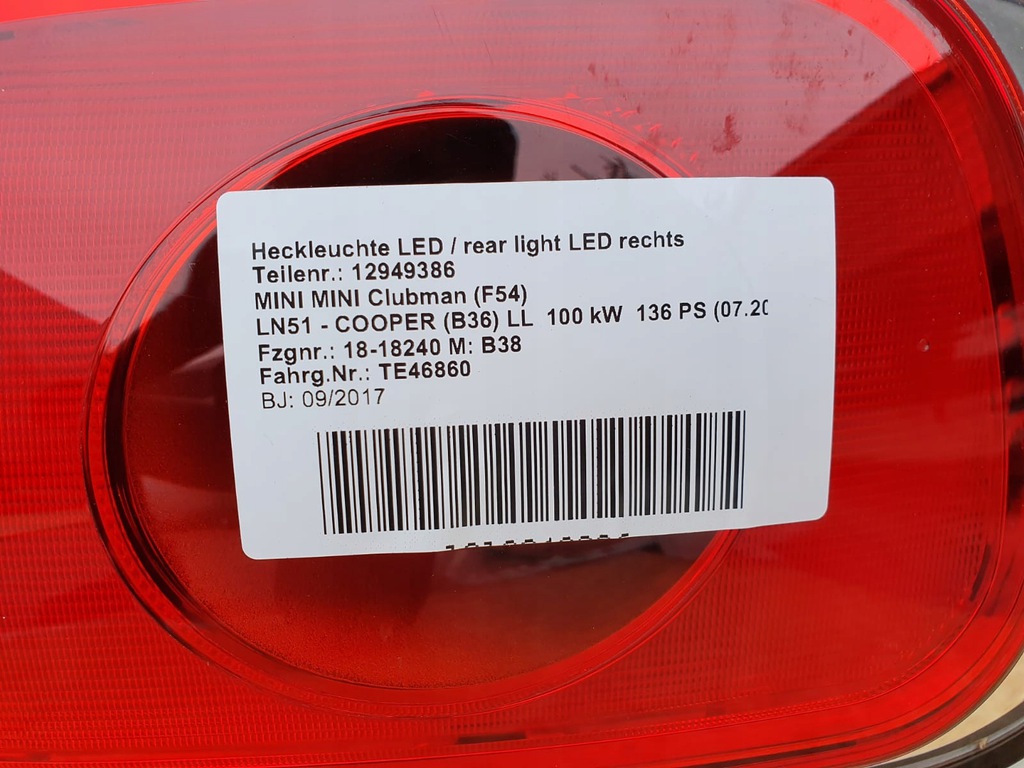 Heckleuchte LED / rear light LED rechts
Teilenr.: 12949386
MINI MINI Clubman (F54)
LN51 - COOPER (B36) LL 100 kW 136 PS (07.20
Fzgnr.: 18-18240 M: B38
Fahrg.Nr.: TE46860
BJ: 09/2017